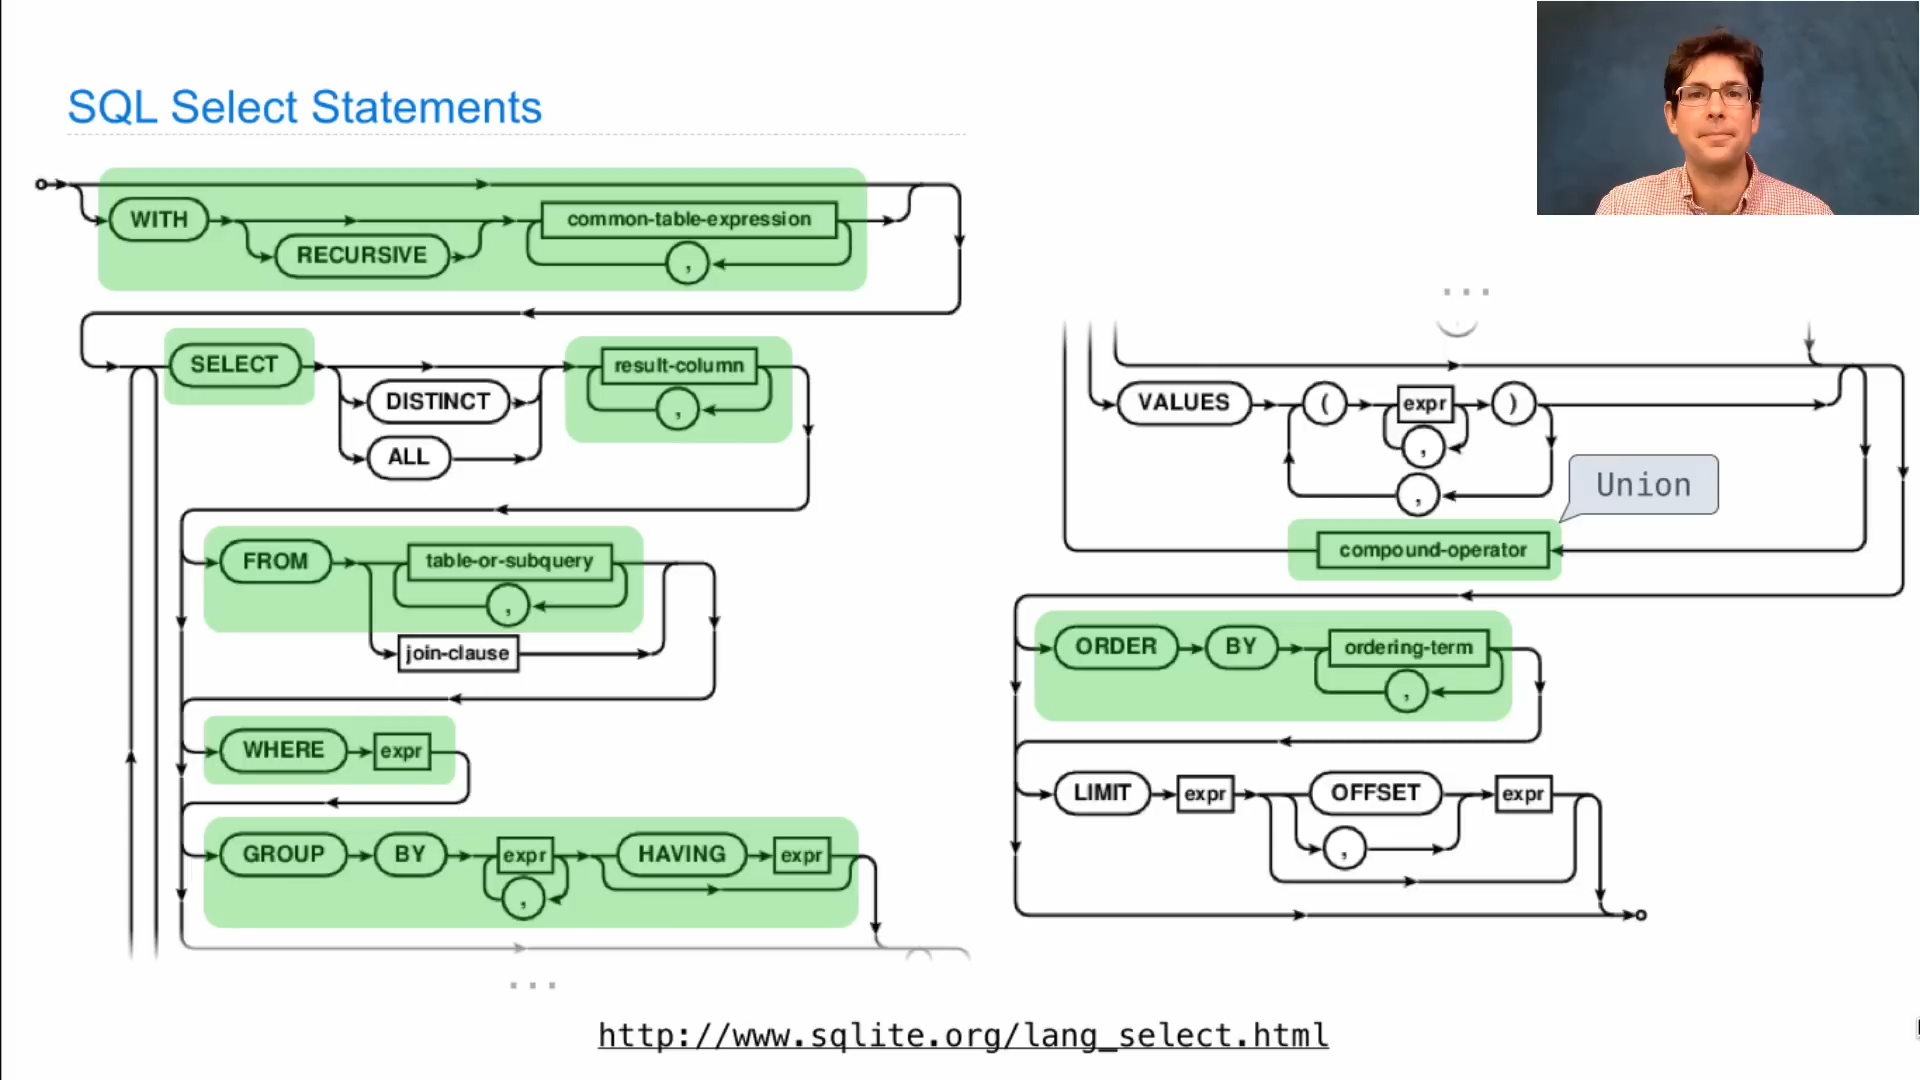 SQL Select Statements
WITH
RECURSIVE
common-table-expression
,
SELECT
DISTINCT
ALL
result-column
,
FROM
table-or-subquery
,
join-clause
WHERE expr
GROUP BY expr HAVING expr
,
...
...
VALUES ( expr )
,
,
Union
compound-operator
ORDER BY ordering-term
,
LIMIT expr OFFSET expr
,
http://www.sqlite.org/lang_select.html